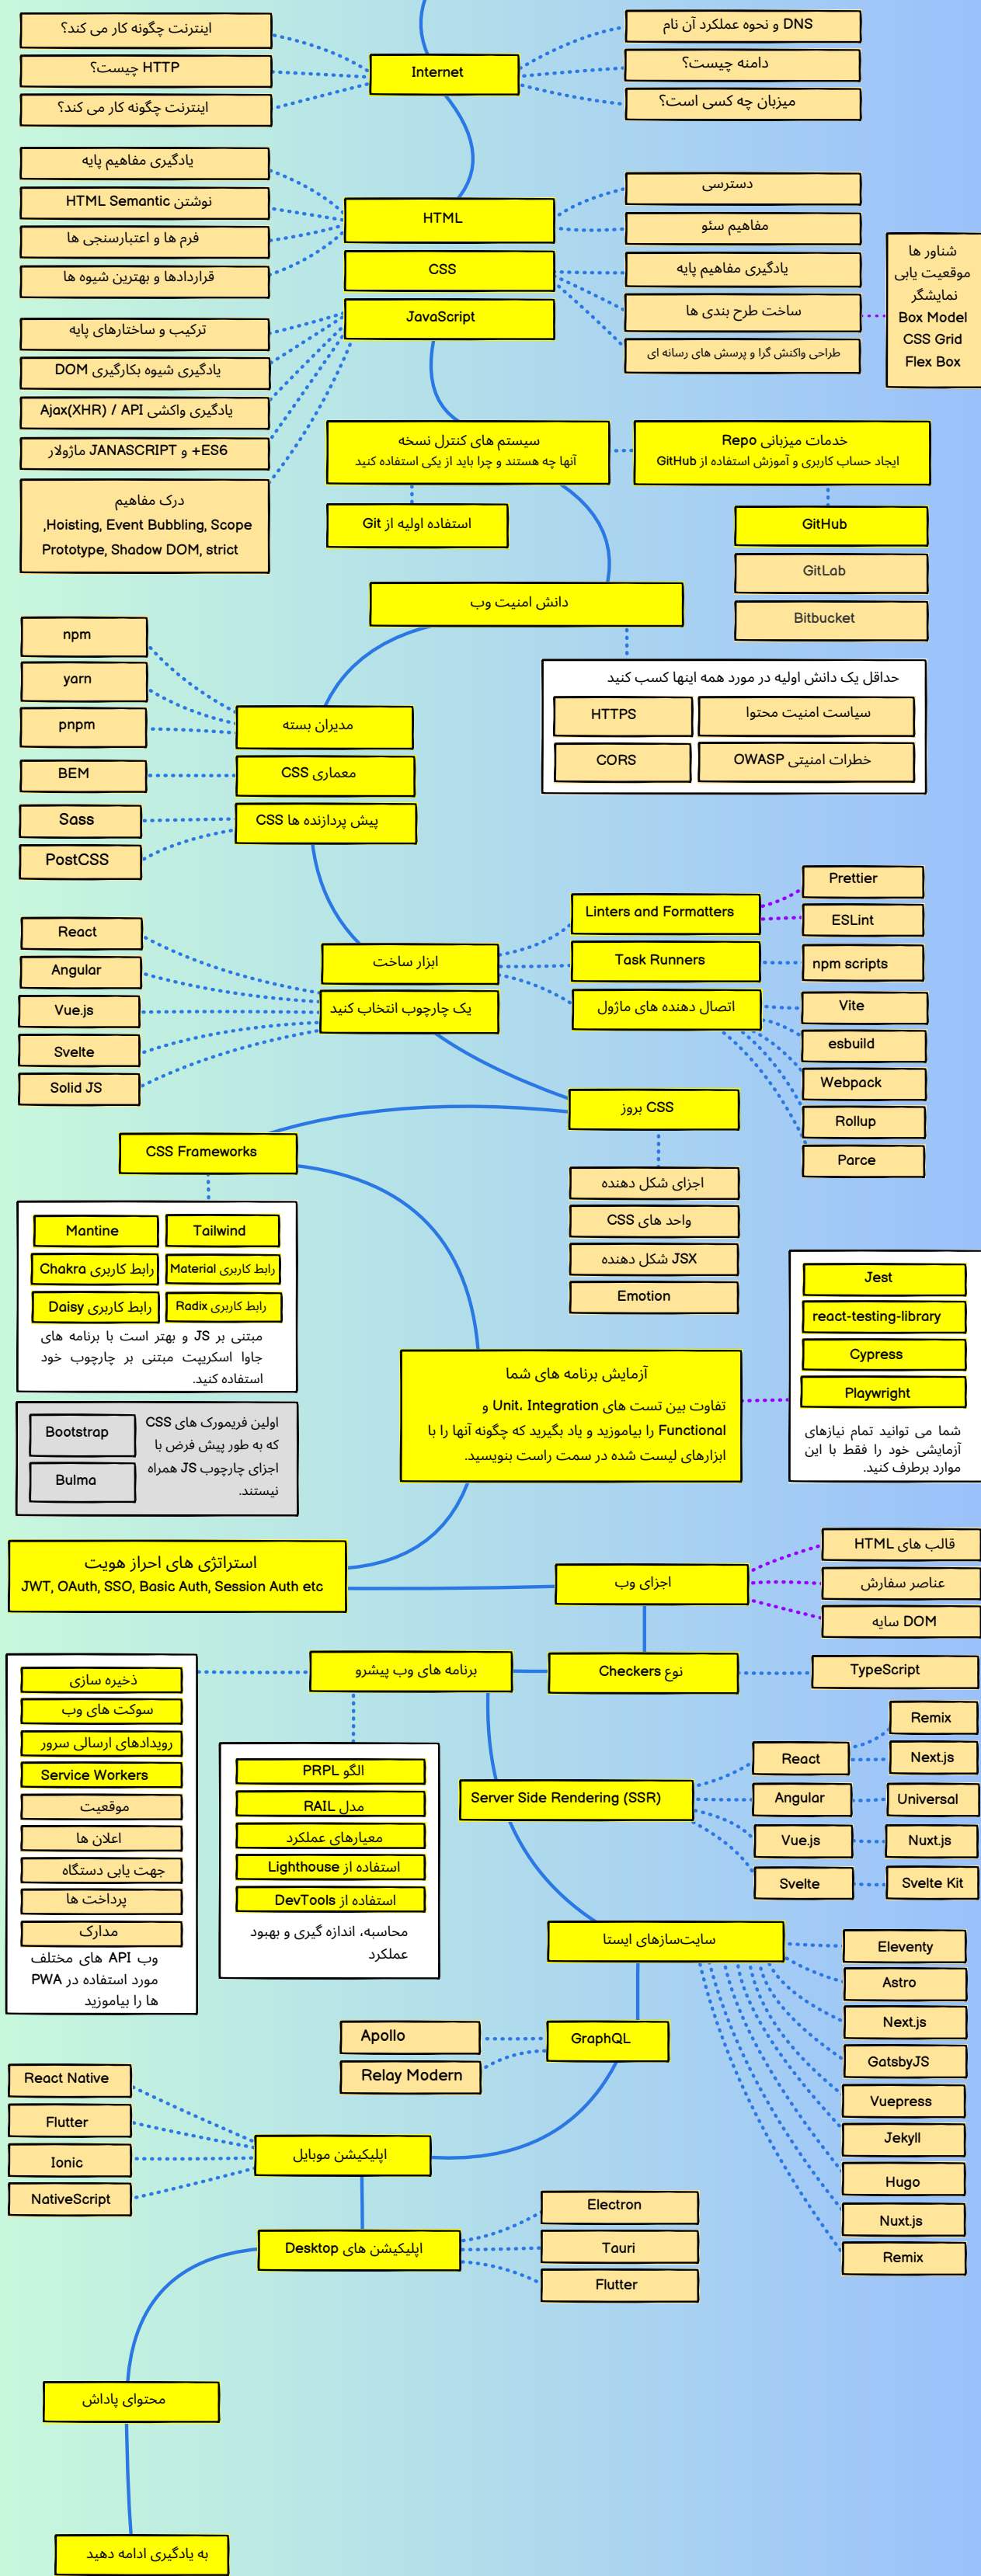 Internet
اینترنت چگونه کار می کند؟
HTTP چیست؟
اینترنت چگونه کار می کند؟
DNS و نحوه عملکرد آن نام
دامنه چیست؟
میزبان چه کسی است؟
HTML
یادگیری مفاهیم پایه
نوشتن HTML Semantic
فرم ها و اعتبارسنجی ها
قراردادها و بهترین شیوه ها
دسترسی
مفاهیم سئو
CSS
یادگیری مفاهیم پایه
ساخت طرح بندی ها
طراحی واکنش گرا و پرسش های رسانه ای
شناور ها
موقعیت یابی
نمایشگر
Box Model
CSS Grid
Flex Box
JavaScript
ترکیب و ساختارهای پایه
یادگیری شیوه بکارگیری DOM
یادگیری واکشی Ajax(XHR) / API
ES6+ و JANASCRIPT ماژولار
درک مفاهیم
Hoisting, Event Bubbling, Scope,
Prototype, Shadow DOM, strict
سیستم های کنترل نسخه
آنها چه هستند و چرا باید از یکی استفاده کنید
استفاده اولیه از Git
خدمات میزبانی Repo
ایجاد حساب کاربری و آموزش استفاده از GitHub
GitHub
GitLab
Bitbucket
دانش امنیت وب
حداقل یک دانش اولیه در مورد همه اینها کسب کنید
HTTPS
سیاست امنیت محتوا
CORS
خطرات امنیتی OWASP
مدیران بسته
npm
yarn
pnpm
معماری CSS
BEM
پیش پردازنده ها CSS
Sass
PostCSS
ابزار ساخت
Linters and Formatters
Prettier
ESLint
Task Runners
npm scripts
اتصال دهنده های ماژول
Vite
esbuild
Webpack
Rollup
Parce
یک چارچوب انتخاب کنید
React
Angular
Vue.js
Svelte
Solid JS
CSS بروز
اجزای شکل دهنده
واحد های CSS
JSX شکل دهنده
Emotion
CSS Frameworks
Mantine
Tailwind
رابط کاربری Chakra
رابط کاربری Material
رابط کاربری Daisy
رابط کاربری Radix
مبتنی بر JS و بهتر است با برنامه های
جاوا اسکریپت مبتنی بر چارچوب خود
استفاده کنید.
Bootstrap
Bulma
اولین فریمورک های CSS
که به طور پیش فرض با
اجزای چارچوب JS همراه
نیستند.
آزمایش برنامه های شما
تفاوت بین تست های Unit، Integration و
Functional را بیاموزید و یاد بگیرید که چگونه آنها را با
ابزارهای لیست شده در سمت راست بنویسید.
Jest
react-testing-library
Cypress
Playwright
شما می توانید تمام نیازهای
آزمایشی خود را فقط با این
موارد برطرف کنید.
استراتژی های احراز هویت
JWT, OAuth, SSO, Basic Auth, Session Auth etc
اجزای وب
قالب های HTML
عناصر سفارش
DOM سایه
نوع Checkers
TypeScript
برنامه های وب پیشرو
ذخیره سازی
سوکت های وب
رویدادهای ارسالی سرور
Service Workers
موقعیت
اعلان ها
جهت یابی دستگاه
پرداخت ها
مدارک
وب API های مختلف
مورد استفاده در PWA
ها را بیاموزید
الگو PRPL
مدل RAIL
معیارهای عملکرد
استفاده از Lighthouse
استفاده از DevTools
محاسبه، اندازه گیری و بهبود
عملکرد
Server Side Rendering (SSR)
React
Remix
Next.js
Angular
Universal
Vue.js
Nuxt.js
Svelte
Svelte Kit
سایت‌سازهای ایستا
Eleventy
Astro
Next.js
GatsbyJS
Vuepress
Jekyll
Hugo
Nuxt.js
Remix
GraphQL
Apollo
Relay Modern
اپلیکیشن موبایل
React Native
Flutter
Ionic
NativeScript
اپلیکیشن های Desktop
Electron
Tauri
Flutter
محتوای پاداش
به یادگیری ادامه دهید